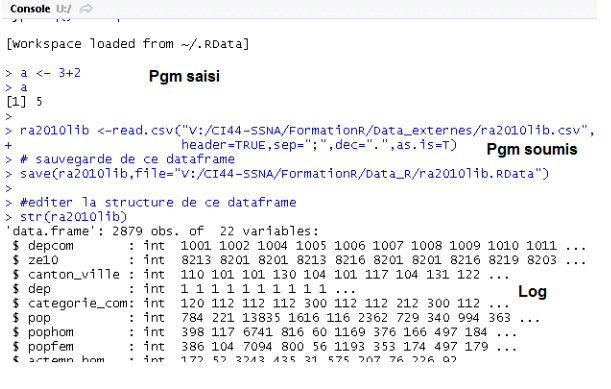 Console U:/
[Workspace loaded from ~/.RData]
> a <- 3+2
Pgm saisi
> a
[1] 5
>
> ra2010lib <-read.csv("V:/CI44-SSNA/FormationR/Data_externes/ra2010lib.csv",
+ header=TRUE,sep=";",dec=".",as.is=T)
Pgm soumis
> # sauvegarde de ce dataframe
> save(ra2010lib,file="V:/CI44-SSNA/FormationR/Data_R/ra2010lib.RData")
>
> #editer la structure de ce dataframe
> str(ra2010lib)
'data.frame': 2879 obs. of 22 variables:
$ depcom : int 1001 1002 1004 1005 1006 1007 1008 1009 1010 1011 ...
$ ze10 : int 8213 8201 8201 8213 8216 8201 8201 8216 8219 8203 ...
$ canton_ville : int 110 101 101 130 104 101 117 104 131 122 ...
$ dep : int 1 1 1 1 1 1 1 1 1 1 ...
Log
$ categorie_com: int 120 112 112 112 300 112 112 212 300 112 ...
$ pop : int 784 221 13835 1616 116 2362 729 340 994 363 ...
$ pophom : int 398 117 6741 816 60 1169 376 166 497 184 ...
$ popfem : int 386 104 7094 800 56 1193 353 174 497 179 ...
$ actemp_hom : int 172 52 3243 435 31 575 207 76 226 92